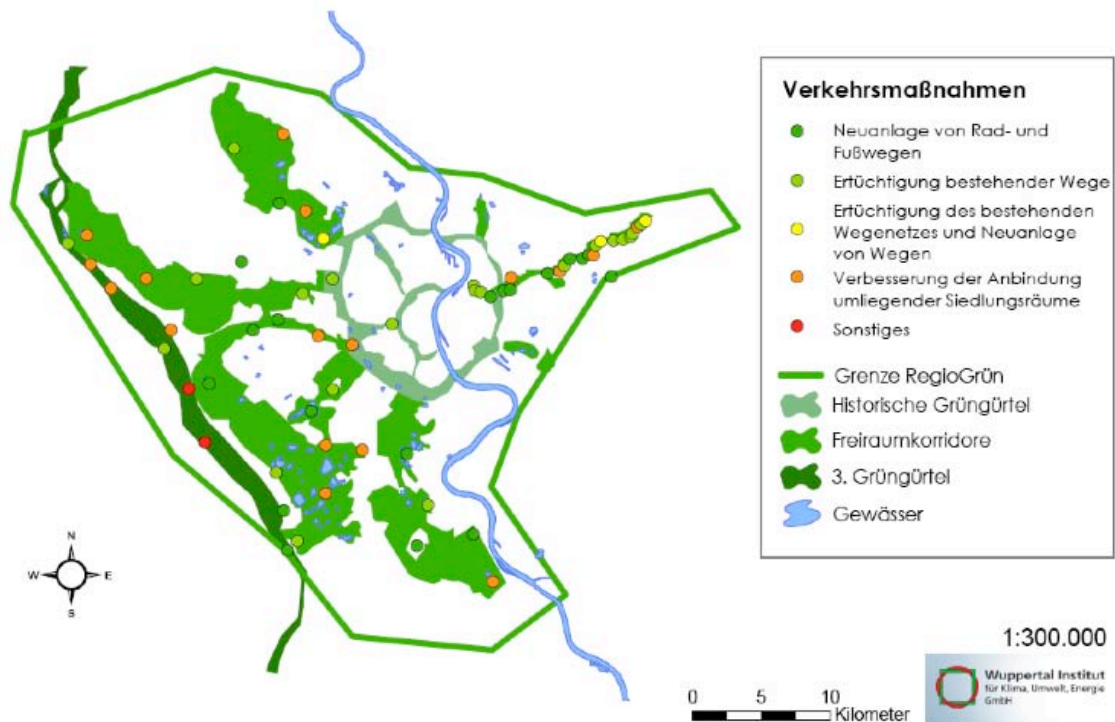 Verkehrsmaßnahmen
Neuanlage von Rad- und
Fußwegen
Ertüchtigung bestehender Wege
Ertüchtigung des bestehenden
Wegenetzes und Neuanlage
von Wegen
Verbesserung der Anbindung
umliegender Siedlungsräume
Sonstiges
Grenze RegioGrün
Historische Grüngürtel
Freiraumkorridore
3. Grüngürtel
Gewässer
N
W E
S
1:300.000
Wuppertal Institut
für Klima, Umwelt, Energie
GmbH
0 5 10
Kilometer